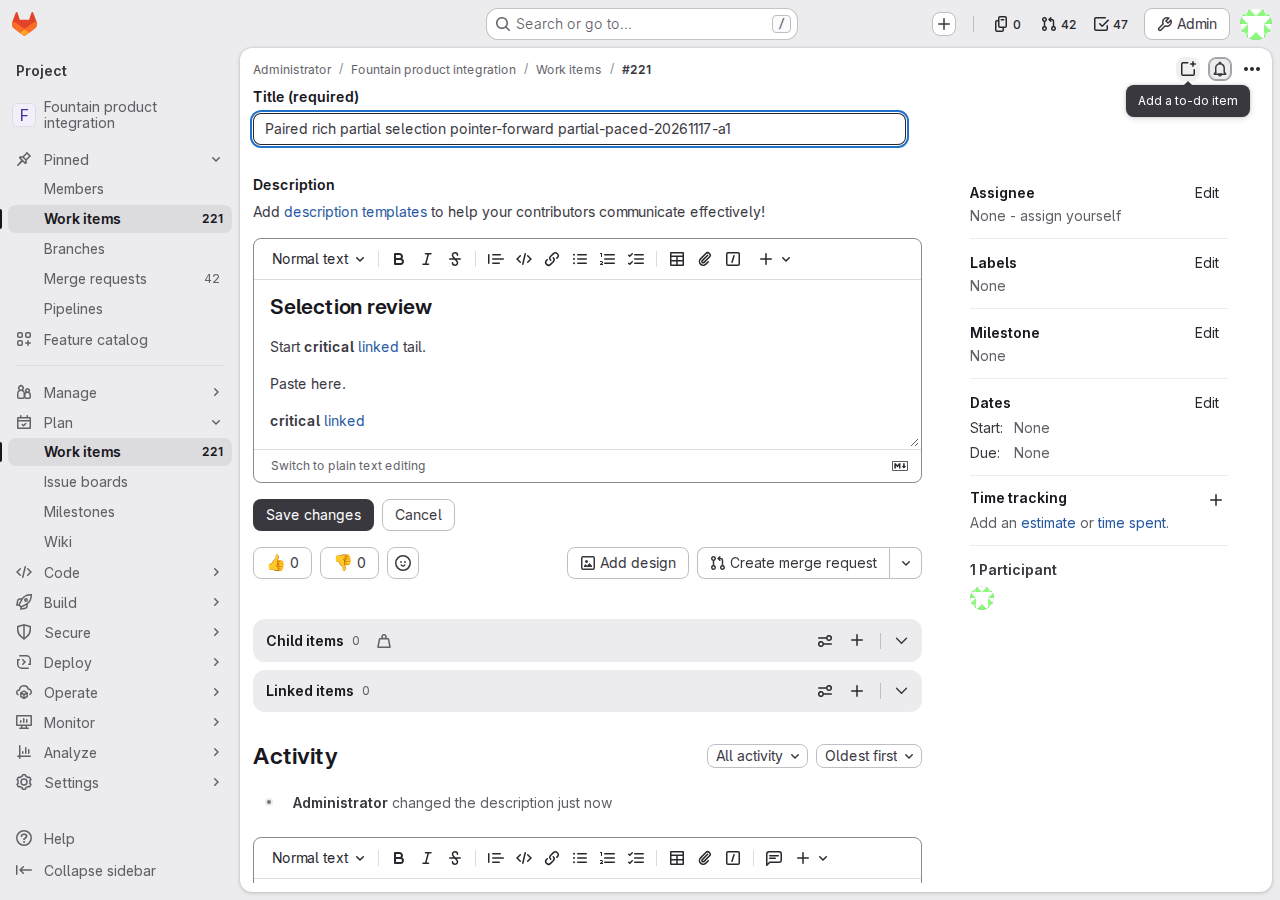 Search or go to...
/
0
42
47
Admin
Project
F
Fountain product integration
Pinned
Members
Work items
221
Branches
Merge requests
42
Pipelines
Feature catalog
Manage
Plan
Work items
221
Issue boards
Milestones
Wiki
Code
Build
Secure
Deploy
Operate
Monitor
Analyze
Settings
Help
Collapse sidebar
Administrator / Fountain product integration / Work items / #221
Add a to-do item
Title (required)
Paired rich partial selection pointer-forward partial-paced-20261117-a1
Description
Add description templates to help your contributors communicate effectively!
Normal text
Selection review
Start critical linked tail.
Paste here.
critical linked
Switch to plain text editing
Save changes
Cancel
👍 0
👎 0
Add design
Create merge request
Child items 0
Linked items 0
Activity
All activity
Oldest first
Administrator changed the description just now
Normal text
Assignee
Edit
None - assign yourself
Labels
Edit
None
Milestone
Edit
None
Dates
Edit
Start: None
Due: None
Time tracking
Add an estimate or time spent.
1 Participant